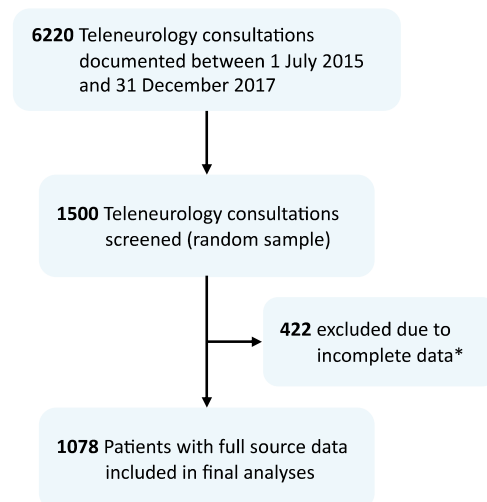 6220 Teleneurology consultations
documented between 1 July 2015
and 31 December 2017
1500 Teleneurology consultations
screened (random sample)
422 excluded due to
incomplete data*
1078 Patients with full source data
included in final analyses